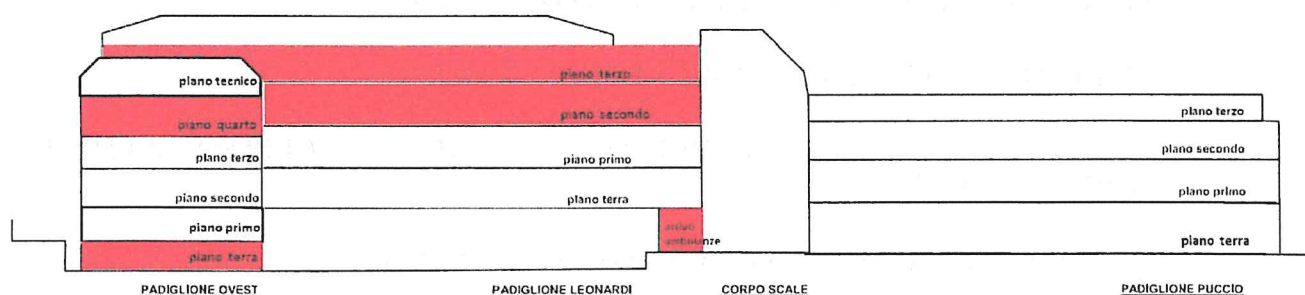 piano terzo
piano tecnico
piano secondo
piano quarto
piano terzo
piano secondo
piano terzo
piano primo
piano primo
piano secondo
piano terra
piano primo
arrivo
ambulanze
piano terra
piano terra
PADIGLIONE OVEST
PADIGLIONE LEONARDI
CORPO SCALE
PADIGLIONE PUCCIO